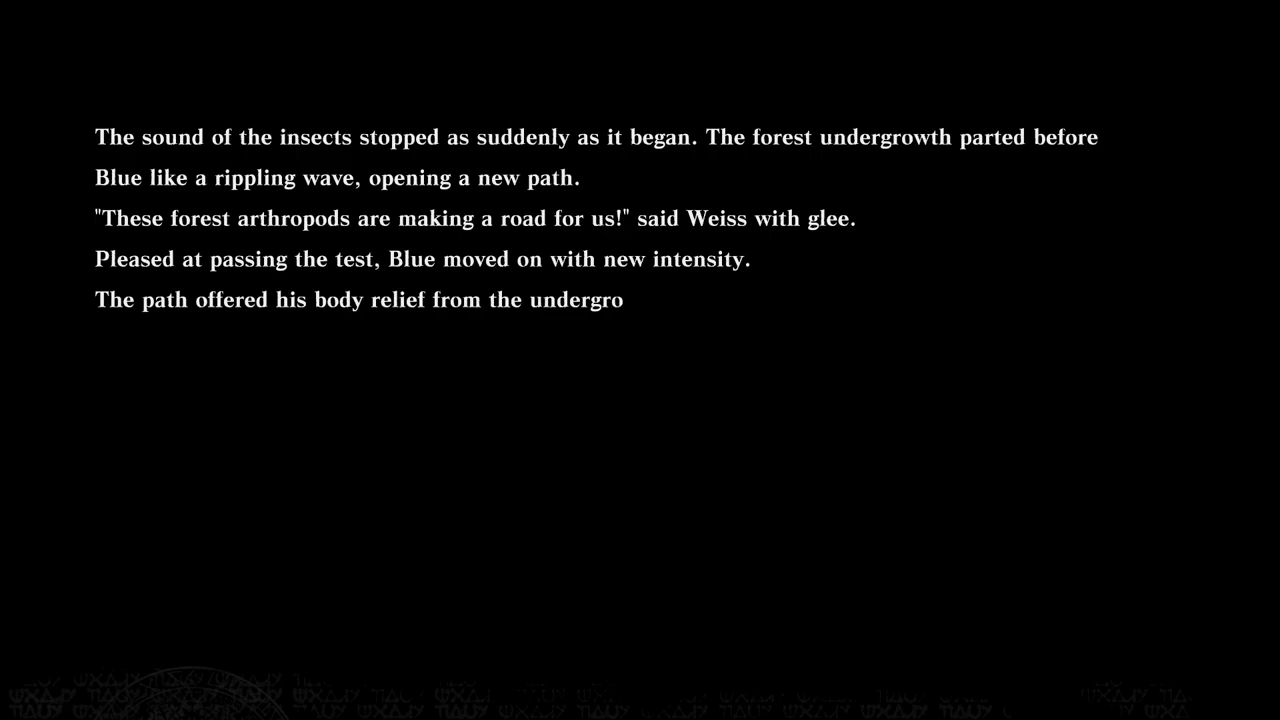 The sound of the insects stopped as suddenly as it began. The forest undergrowth parted before
Blue like a rippling wave, opening a new path.
"These forest arthropods are making a road for us!" said Weiss with glee.
Pleased at passing the test, Blue moved on with new intensity.
The path offered his body relief from the undergro